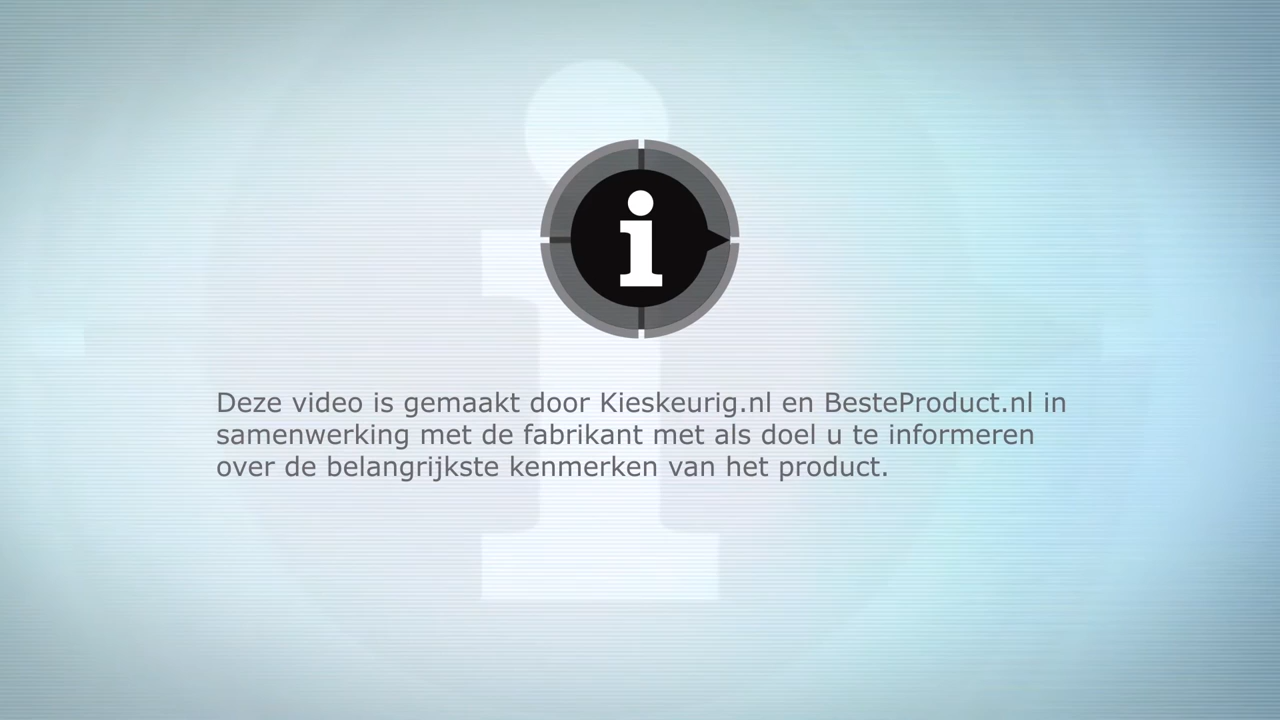 i
Deze video is gemaakt door Kieskeurig.nl en BesteProduct.nl in
samenwerking met de fabrikant met als doel u te informeren
over de belangrijkste kenmerken van het product.